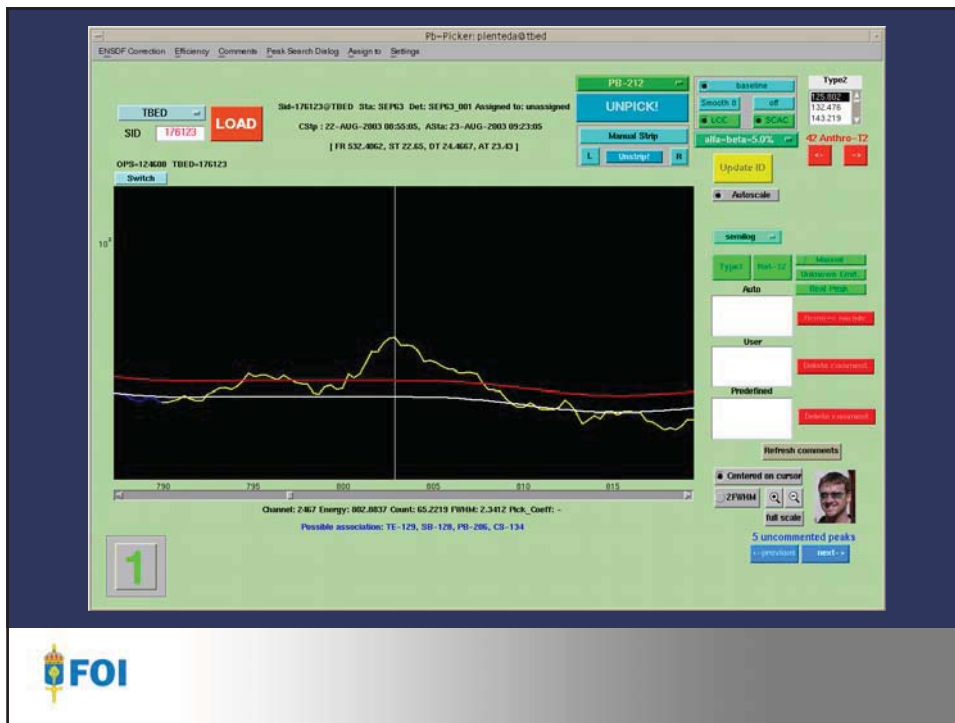 Pb-Picker: plenteda@tbed
ENSDF Correction Efficiency Comments Peak Search Dialog Assign to Settings
TBED
SID 176123
LOAD
Sid=176123@TBED Sta: SEP63 Det: SEP63_001 Assigned to: unassigned
CStp : 22-AUG-2003 08:55:05, ASta: 23-AUG-2003 09:23:05
[ FR 532.4062, ST 22.65, DT 24.4667, AT 23.43 ]
PB-212
UNPICK!
Manual Strip
L Unstrip! R
baseline
Smooth B off
LCC SCAC
alfa-beta-5.0%
Type2
125.802
132.476
143.219
42 Anthro-T2
<- ->
OPS=124600 TBED=176123
Switch
Update ID
Autoscale
semilog
Type1 Not-T2
Manual
Unknown Unit.
Real Peak
Auto
User
Delete comment
Predefined
Delete comment
Refresh comments
790 795 800 805 810 815
Channel: 2467 Energy: 802.8837 Count: 65.2219 FWHM: 2.3412 Pick_Coeff: -
Possible association: TE-129, SB-128, PB-206, CS-134
Centered on cursor
2FWHM
full scale
5 uncommented peaks
<-previous next->
1
FOI